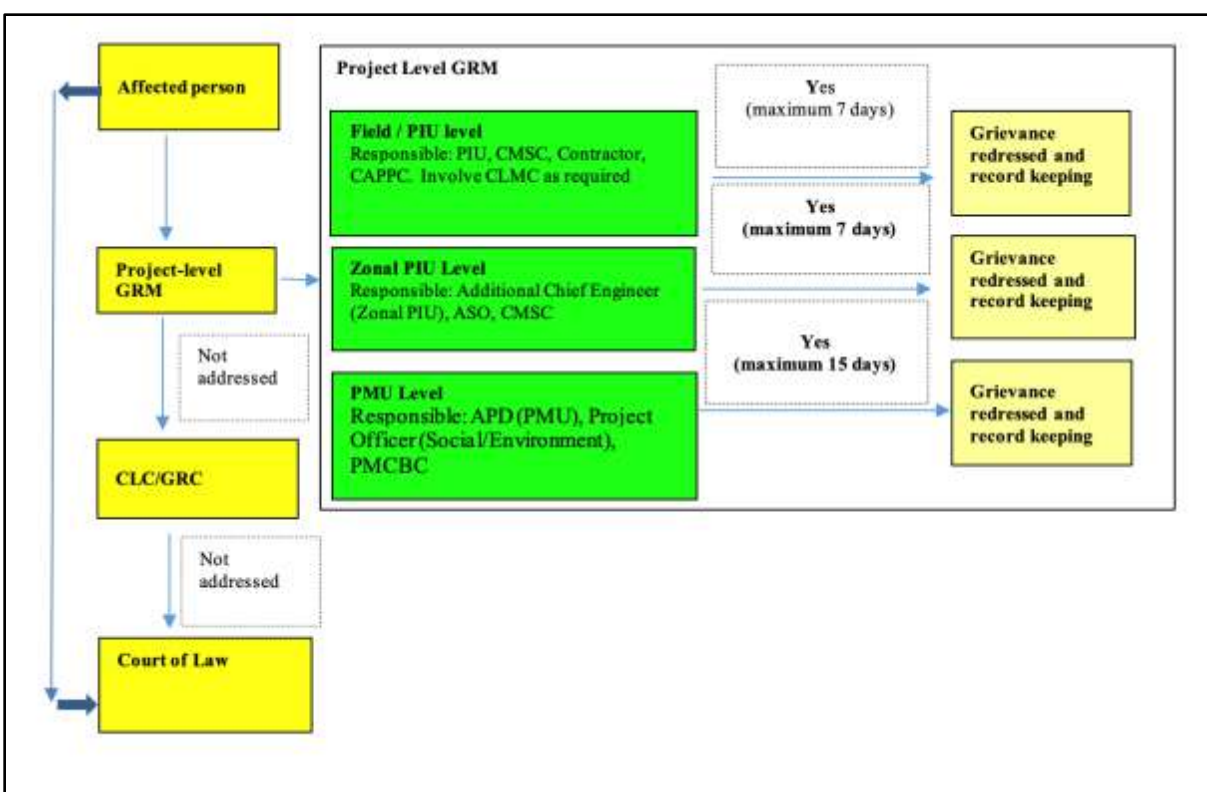 Affected person
Project Level GRM
Yes
(maximum 7 days)
Field / PIU level
Responsible: PIU, CMSC, Contractor,
CAPPC. Involve CLMC as required
Grievance
redressed and
record keeping
Yes
(maximum 7 days)
Project-level
GRM
Zonal PIU Level
Responsible: Additional Chief Engineer
(Zonal PIU), ASO, CMSC
Grievance
redressed and
record keeping
Not
addressed
Yes
(maximum 15 days)
PMU Level
Responsible: APD (PMU), Project
Officer (Social/Environment),
PMCBC
Grievance
redressed and
record keeping
CLC/GRC
Not
addressed
Court of Law